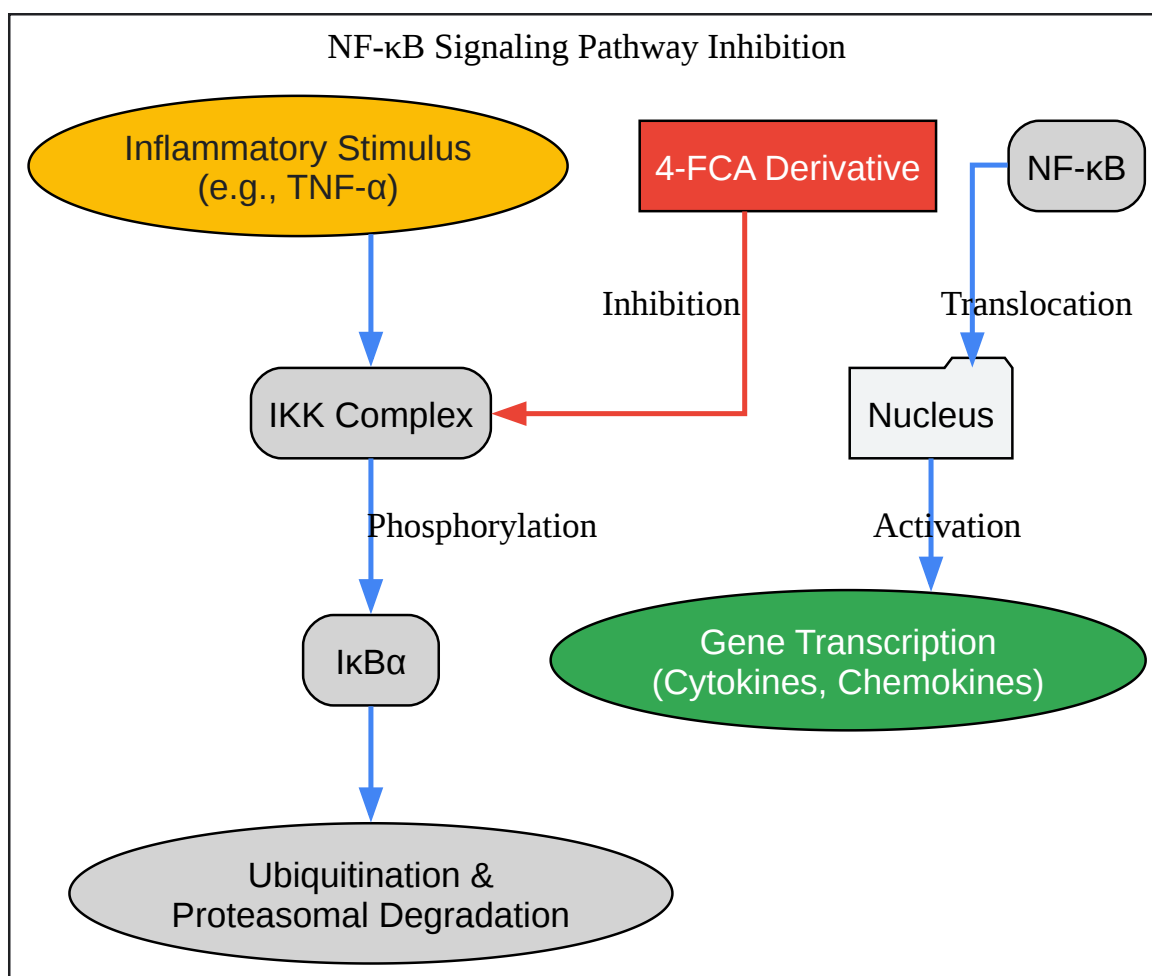 NF-κB Signaling Pathway Inhibition
Inflammatory Stimulus
(e.g., TNF-α)
4-FCA Derivative
NF-κB
Inhibition
Translocation
IKK Complex
Nucleus
Phosphorylation
Activation
IκBα
Gene Transcription
(Cytokines, Chemokines)
Ubiquitination &
Proteasomal Degradation